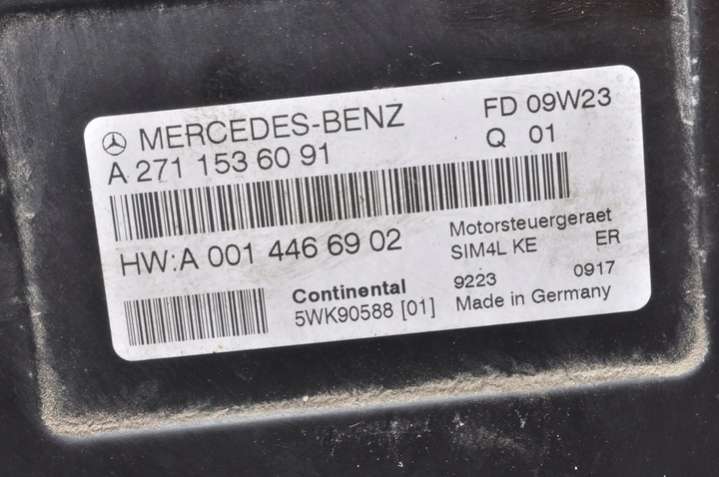 MERCEDES-BENZ FD 09W23
A 271 153 60 91 Q 01
HW:A 001 446 69 02 Motorsteuergeraet
SIM4L KE ER
Continental 9223 0917
5WK90588 [01] Made in Germany